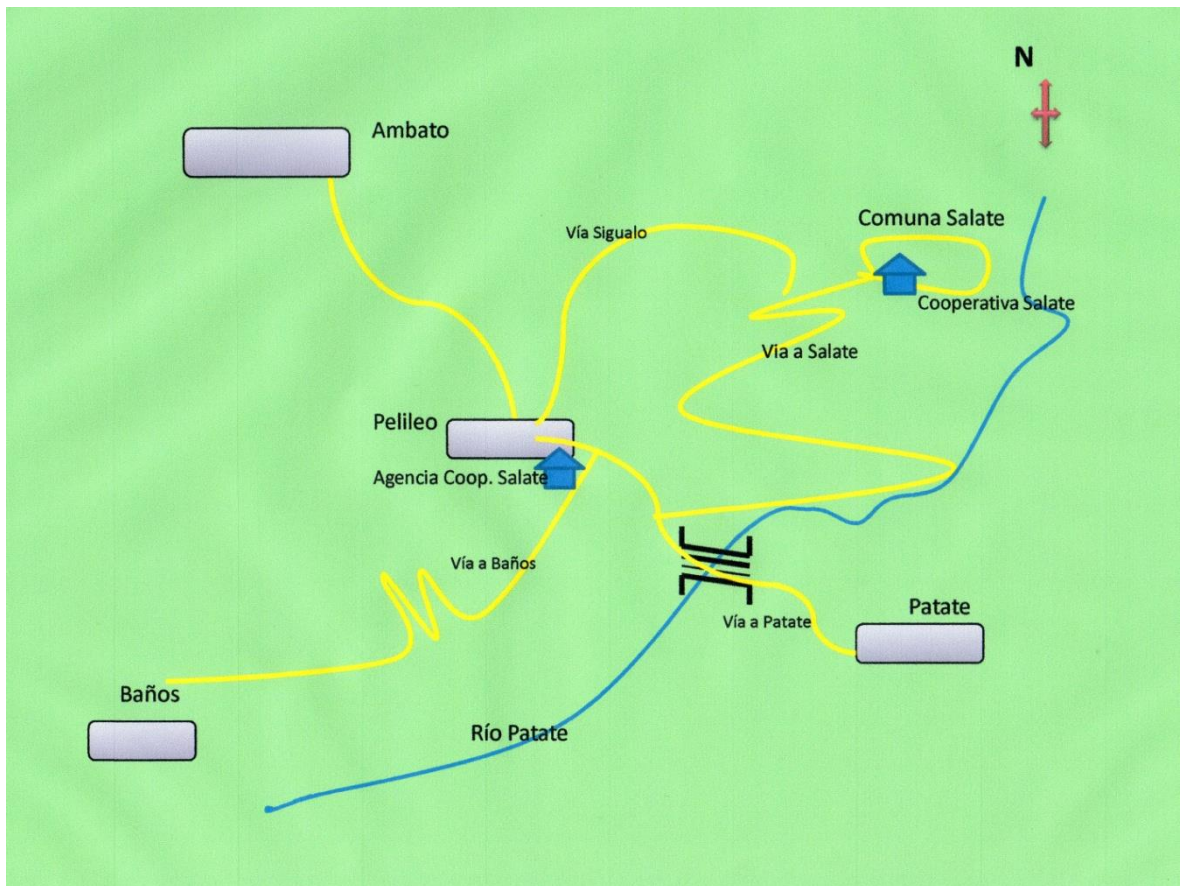 N
Ambato
Comuna Salate
Vía Sigualo
Cooperativa Salate
Via a Salate
Pelileo
Agencia Coop. Salate
Vía a Baños
Patate
Vía a Patate
Baños
Río Patate